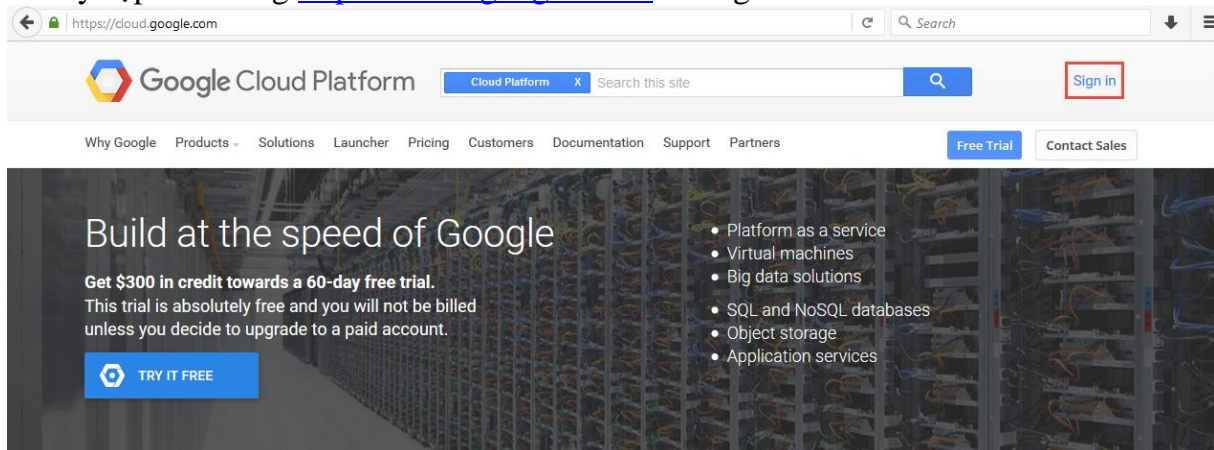 https://cloud.google.com
Search
Google Cloud Platform
Cloud Platform X Search this site
Sign in
Why Google Products Solutions Launcher Pricing Customers Documentation Support Partners
Free Trial Contact Sales
Build at the speed of Google
Get $300 in credit towards a 60-day free trial.
This trial is absolutely free and you will not be billed
unless you decide to upgrade to a paid account.
TRY IT FREE
• Platform as a service
• Virtual machines
• Big data solutions
• SQL and NoSQL databases
• Object storage
• Application services